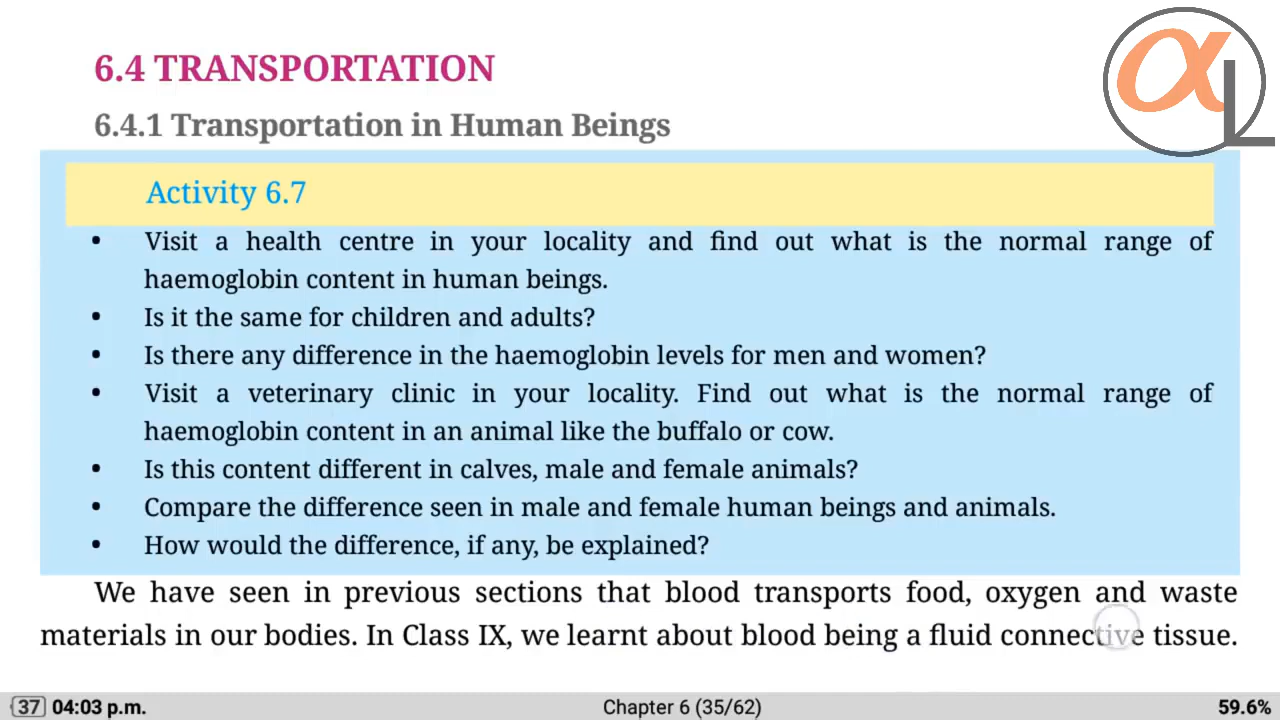 6.4 TRANSPORTATION
6.4.1 Transportation in Human Beings
Activity 6.7
• Visit a health centre in your locality and find out what is the normal range of
haemoglobin content in human beings.
• Is it the same for children and adults?
• Is there any difference in the haemoglobin levels for men and women?
• Visit a veterinary clinic in your locality. Find out what is the normal range of
haemoglobin content in an animal like the buffalo or cow.
• Is this content different in calves, male and female animals?
• Compare the difference seen in male and female human beings and animals.
• How would the difference, if any, be explained?
We have seen in previous sections that blood transports food, oxygen and waste
materials in our bodies. In Class IX, we learnt about blood being a fluid connective tissue.
37 04:03 p.m. Chapter 6 (35/62) 59.6%
αL